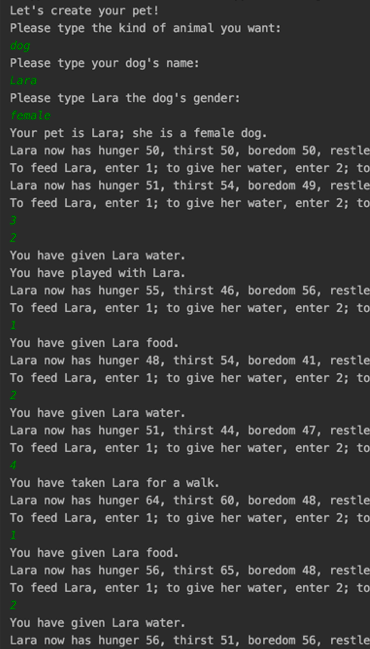 Let's create your pet!
Please type the kind of animal you want:
dog
Please type your dog's name:
Lara
Please type Lara the dog's gender:
female
Your pet is Lara; she is a female dog.
Lara now has hunger 50, thirst 50, boredom 50, restle
To feed Lara, enter 1; to give her water, enter 2; to
Lara now has hunger 51, thirst 54, boredom 49, restle
To feed Lara, enter 1; to give her water, enter 2; to
3
2
You have given Lara water.
You have played with Lara.
Lara now has hunger 55, thirst 46, boredom 56, restle
To feed Lara, enter 1; to give her water, enter 2; to
1
You have given Lara food.
Lara now has hunger 48, thirst 54, boredom 41, restle
To feed Lara, enter 1; to give her water, enter 2; to
2
You have given Lara water.
Lara now has hunger 51, thirst 44, boredom 47, restle
To feed Lara, enter 1; to give her water, enter 2; to
4
You have taken Lara for a walk.
Lara now has hunger 64, thirst 60, boredom 48, restle
To feed Lara, enter 1; to give her water, enter 2; to
1
You have given Lara food.
Lara now has hunger 56, thirst 65, boredom 48, restle
To feed Lara, enter 1; to give her water, enter 2; to
2
You have given Lara water.
Lara now has hunger 56, thirst 51, boredom 56, restle